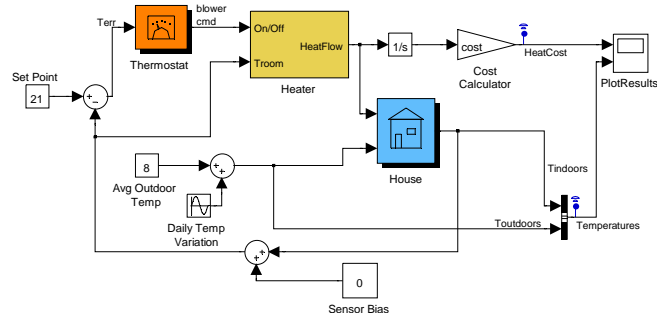 Terr
blower
cmd
On/Off
HeatFlow
Troom
Thermostat
Heater
1/s
cost
HeatCost
Cost
Calculator
PlotResults
Set Point
21
House
8
Avg Outdoor
Temp
Daily Temp
Variation
Tindoors
Toutdoors
Temperatures
0
Sensor Bias